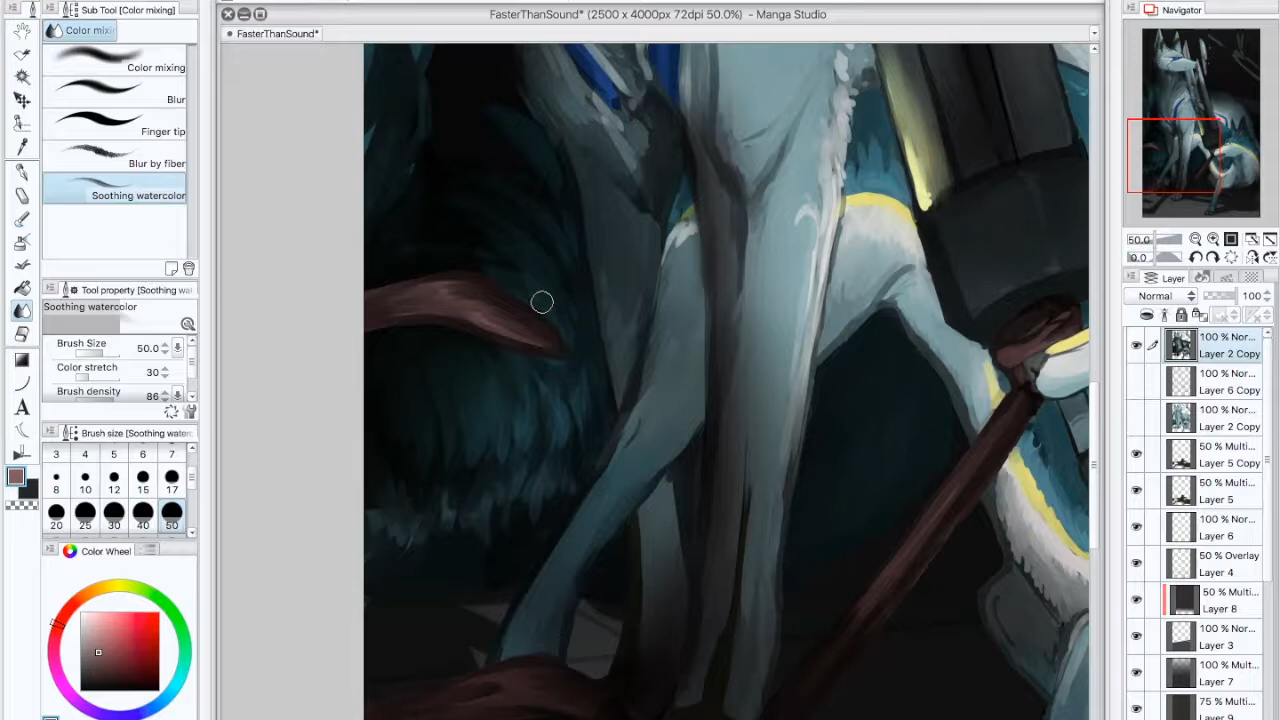 Sub Tool [Color mixing]
Color mixi
Color mixing
Blur
Finger tip
Blur by fiber
Soothing watercolor
Tool property [Soothing wat
Soothing watercolor
Brush Size 50.0
Color stretch 30
Brush density 86
Brush size [Soothing waterc
3 4 5 6 7
8 10 12 15 17
20 25 30 40 50
Color Wheel
FasterThanSound* (2500 x 4000px 72dpi 50.0%) - Manga Studio
FasterThanSound*
Navigator
50.0
0.0
Layer
Normal 100
100 % Nor...
Layer 2 Copy
100 % Nor...
Layer 6 Copy
100 % Nor...
Layer 2 Copy
50 % Multi...
Layer 5 Copy
50 % Multi...
Layer 5
100 % Nor...
Layer 6
50 % Overlay
Layer 4
50 % Multi...
Layer 8
100 % Nor...
Layer 3
100 % Mult...
Layer 7
75 % Multi...
Layer 9